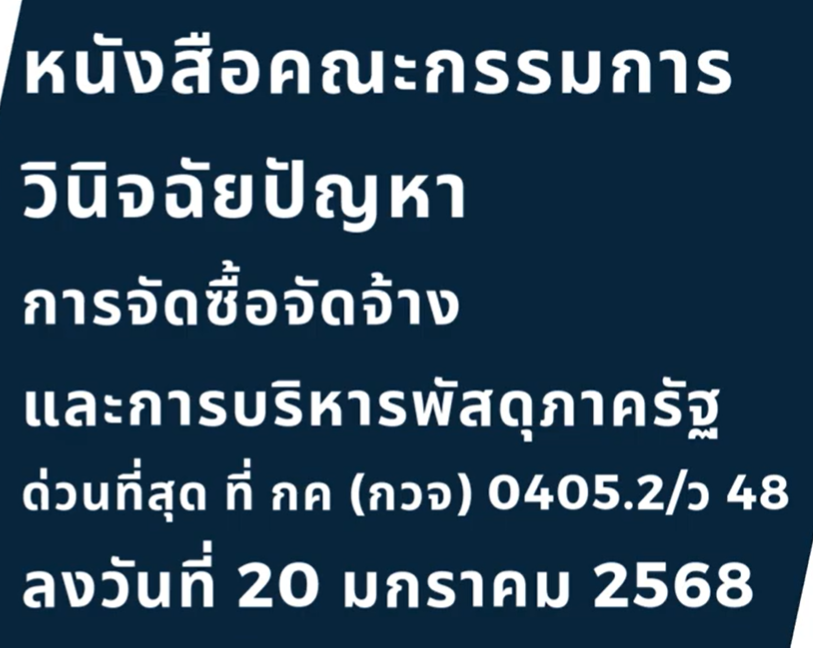 หนังสือคณะกรรมการ
วินิจฉัยปัญหา
การจัดซื้อจัดจ้าง
และการบริหารพัสดุภาครัฐ
ด่วนที่สุด ที่ กค (กวจ) 0405.2/ว 48
ลงวันที่ 20 มกราคม 2568